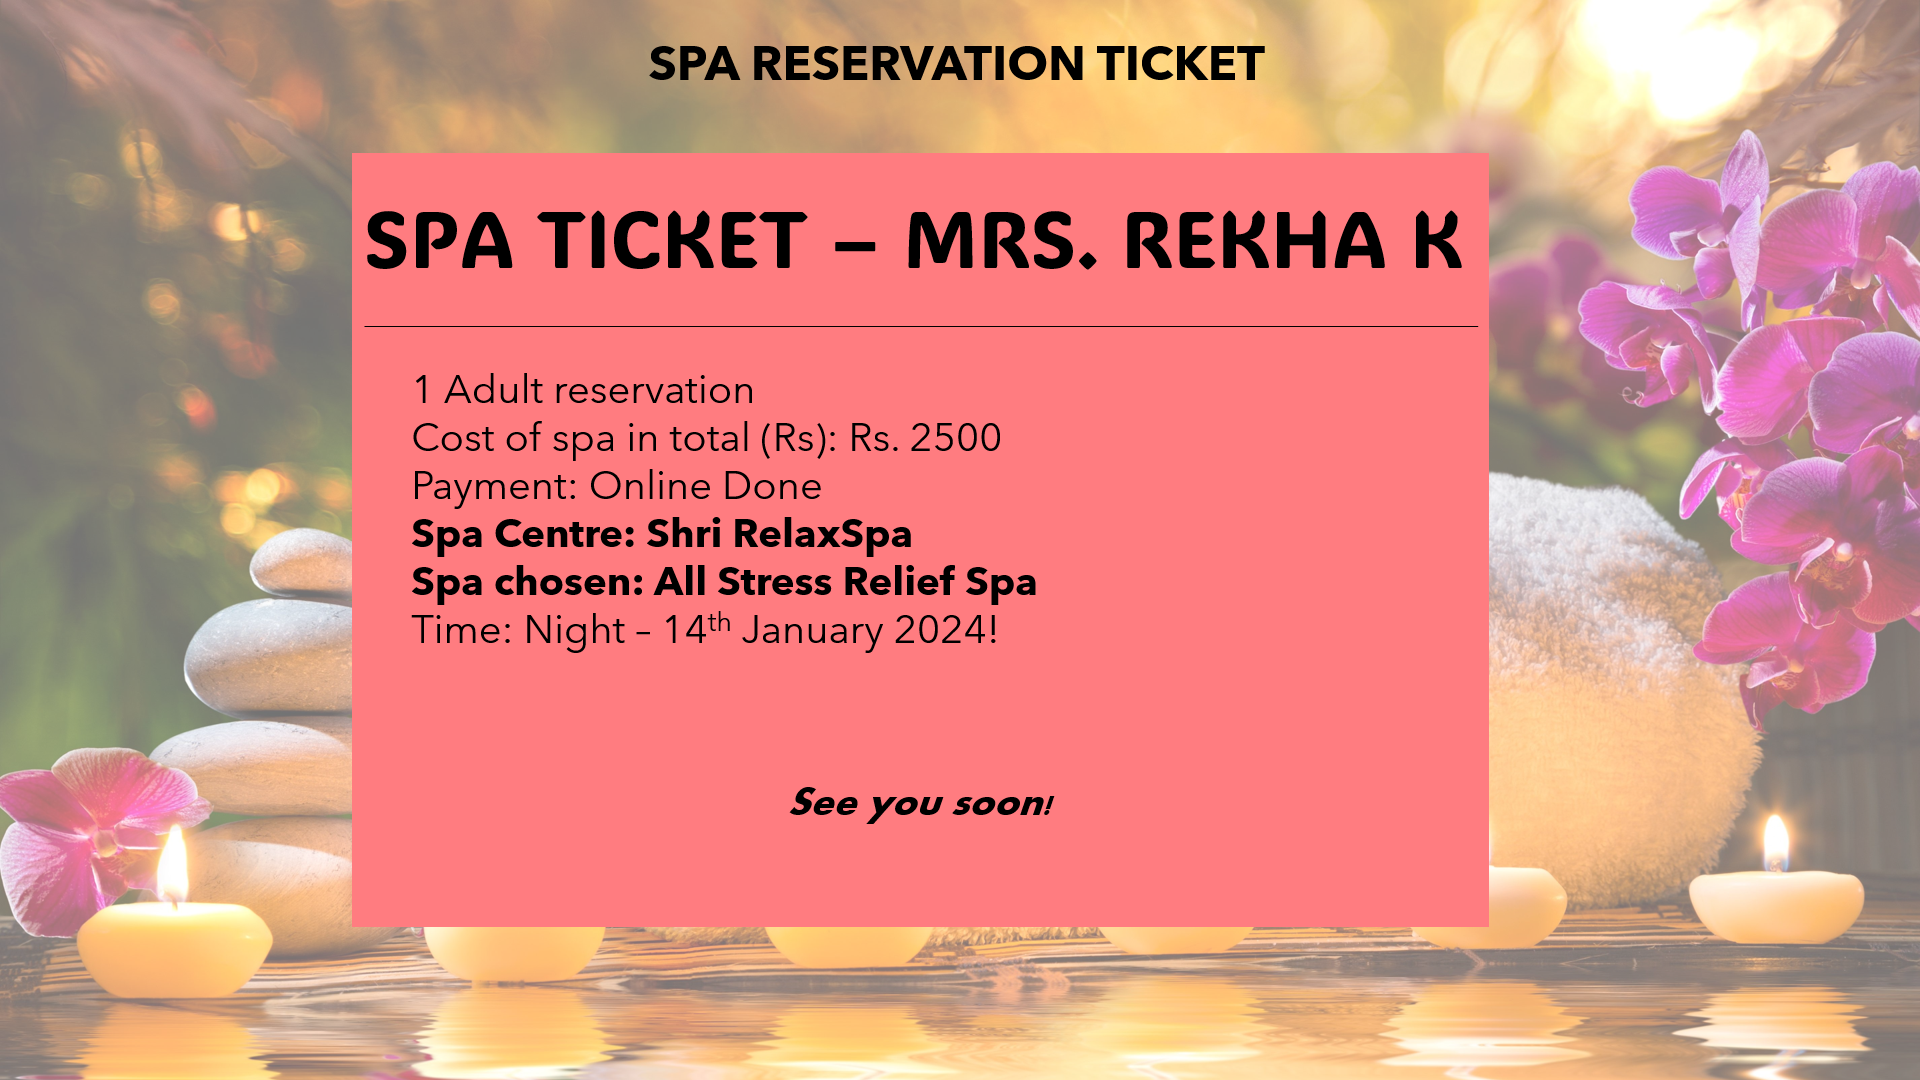 SPA RESERVATION TICKET
SPA TICKET – MRS. REKHA K
1 Adult reservation
Cost of spa in total (Rs): Rs. 2500
Payment: Online Done
Spa Centre: Shri RelaxSpa
Spa chosen: All Stress Relief Spa
Time: Night – 14th January 2024!
See you soon!